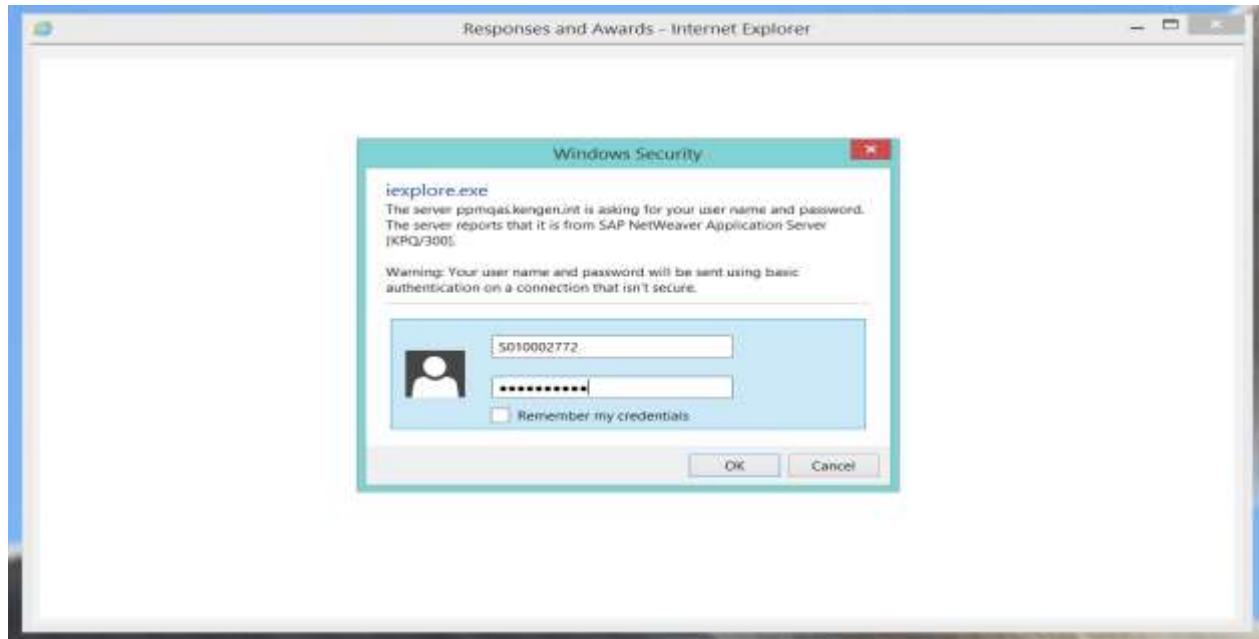 Responses and Awards - Internet Explorer
Windows Security
iexplore.exe
The server ppmqas.kengen.int is asking for your user name and password.
The server reports that it is from SAP NetWeaver Application Server
[KPQ/300].
Warning: Your user name and password will be sent using basic
authentication on a connection that isn't secure.
S010002772
••••••••••
Remember my credentials
OK
Cancel